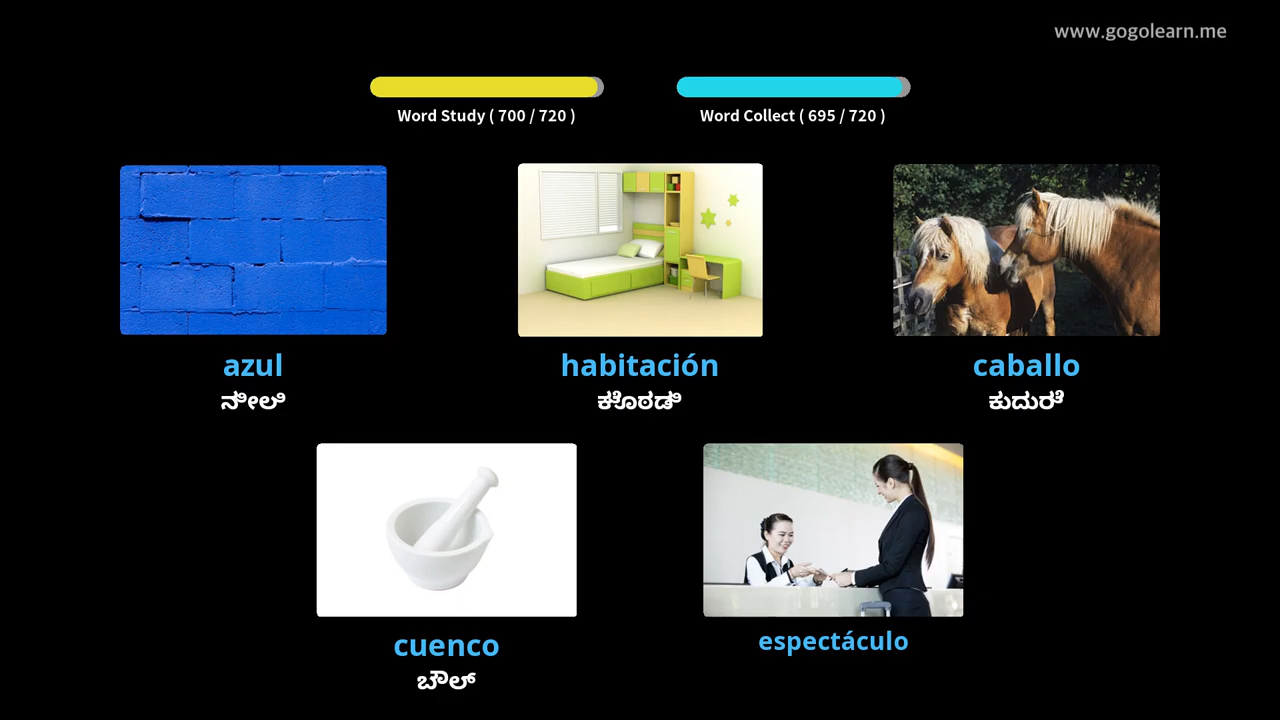 www.gogolearn.me
Word Study ( 700 / 720 )
Word Collect ( 695 / 720 )
azul
ನೀಲಿ
habitación
ಕೊಠಡಿ
caballo
ಕುದುರೆ
cuenco
ಬೌಲ್
espectáculo